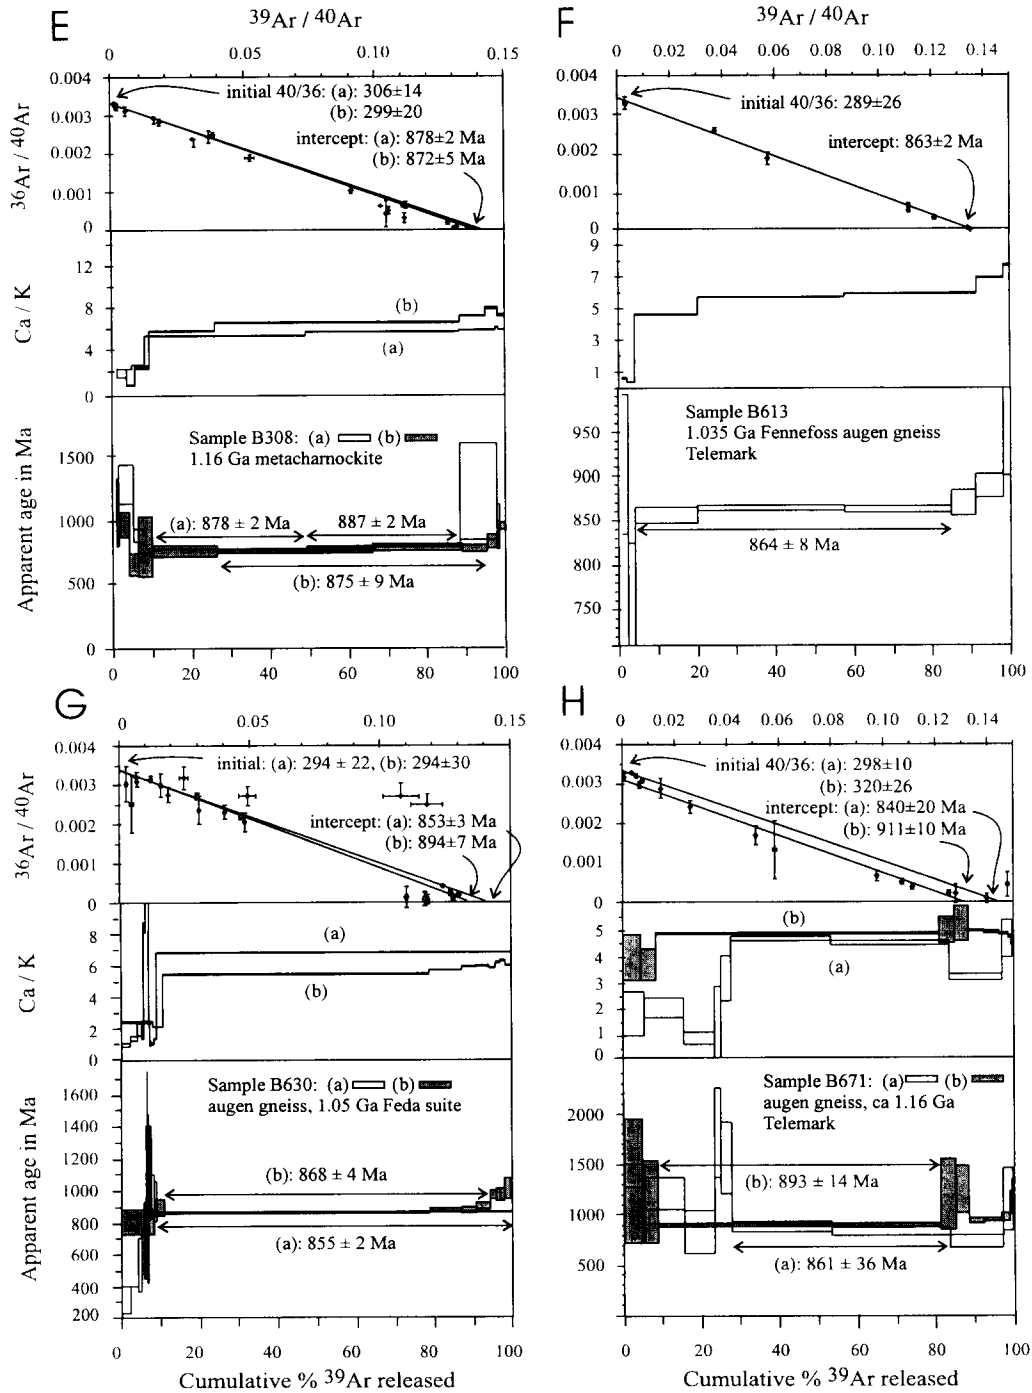 E
39Ar / 40Ar
0 0.05 0.10 0.15
36Ar / 40Ar
0.004
0.003
0.002
0.001
0
initial 40/36: (a): 306±14
(b): 299±20
intercept: (a): 878±2 Ma
(b): 872±5 Ma
Ca / K
12
8
4
0
(b)
(a)
Apparent age in Ma
1500
1000
500
0
Sample B308: (a) (b)
1.16 Ga metacharnockite
(a): 878 ± 2 Ma 887 ± 2 Ma
(b): 875 ± 9 Ma
0 20 40 60 80 100
F
39Ar / 40Ar
0 0.02 0.04 0.06 0.08 0.10 0.12 0.14
0.004
0.003
0.002
0.001
0
initial 40/36: 289±26
intercept: 863±2 Ma
9
7
5
3
1
950
900
850
800
750
Sample B613
1.035 Ga Fennefoss augen gneiss
Telemark
864 ± 8 Ma
0 20 40 60 80 100
G
0 0.05 0.10 0.15
36Ar / 40Ar
0.004
0.003
0.002
0.001
0
initial: (a): 294 ± 22, (b): 294±30
intercept: (a): 853±3 Ma
(b): 894±7 Ma
Ca / K
8
6
4
2
0
(a)
(b)
Apparent age in Ma
1600
1400
1200
1000
800
600
400
200
Sample B630: (a) (b)
augen gneiss, 1.05 Ga Feda suite
(b): 868 ± 4 Ma
(a): 855 ± 2 Ma
0 20 40 60 80 100
Cumulative % 39Ar released
H
0 0.02 0.04 0.06 0.08 0.10 0.12 0.14
0.004
0.003
0.002
0.001
0
initial 40/36: (a): 298±10
(b): 320±26
intercept: (a): 840±20 Ma
(b): 911±10 Ma
5
4
3
2
1
0
(b)
(a)
2000
1500
1000
500
Sample B671: (a) (b)
augen gneiss, ca 1.16 Ga
Telemark
(b): 893 ± 14 Ma
(a): 861 ± 36 Ma
0 20 40 60 80 100
Cumulative % 39Ar released